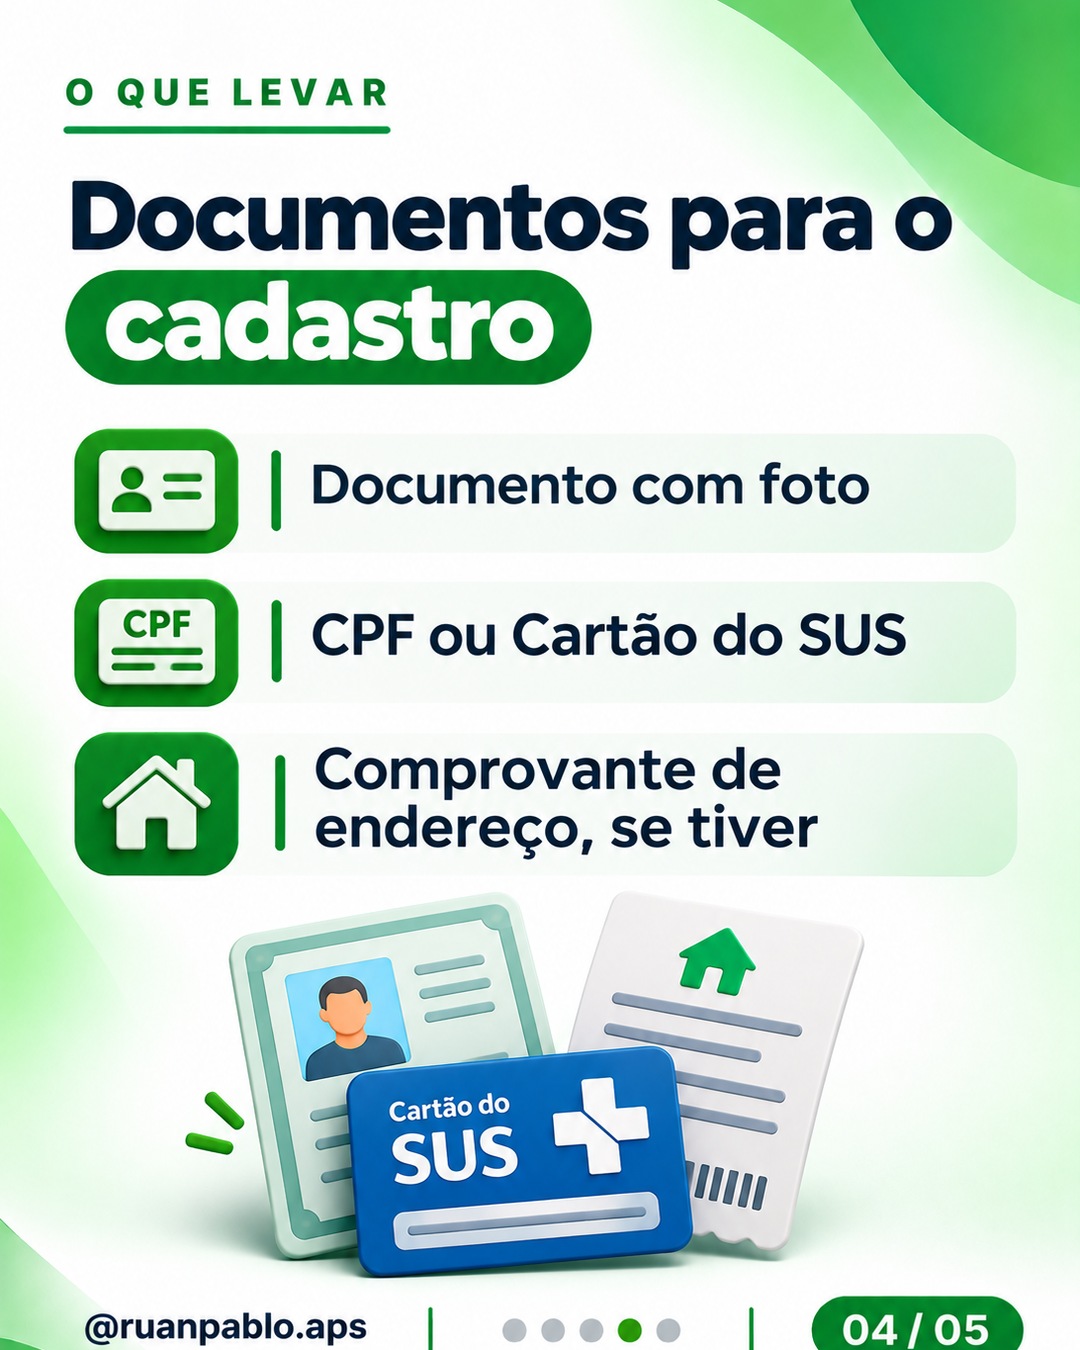 O QUE LEVAR
Documentos para o
cadastro
Documento com foto
CPF
CPF ou Cartão do SUS
Comprovante de
endereço, se tiver
Cartão do
SUS
@ruanpablo.aps
04 / 05